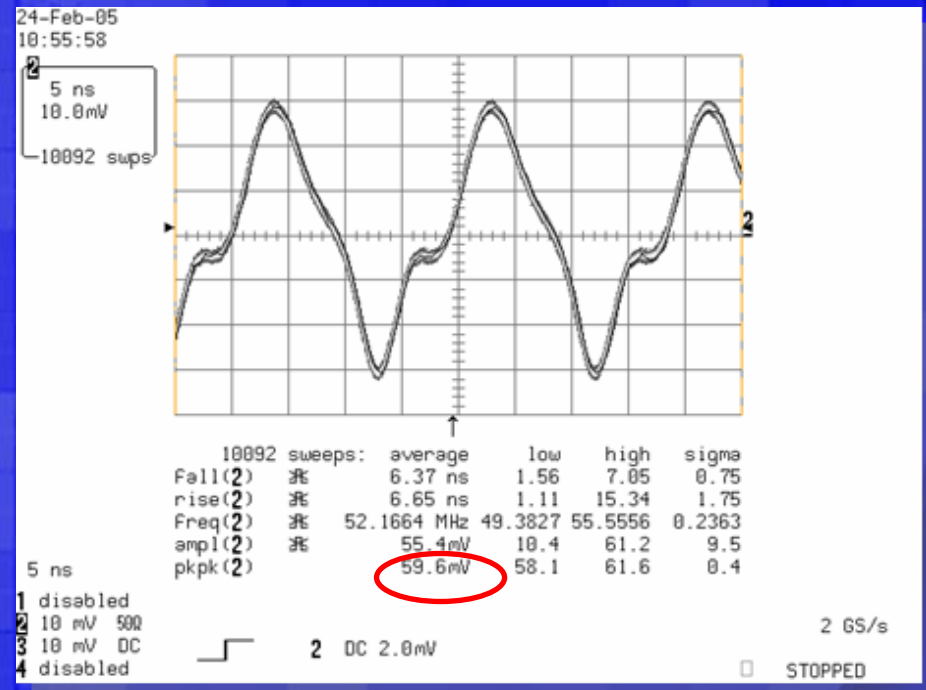 24-Feb-05
10:55:58
2
5 ns
10.0mV
10092 swps
2
10092 sweeps: average low high sigma
fall(2) 6.37 ns 1.56 7.05 0.75
rise(2) 6.65 ns 1.11 15.34 1.75
freq(2) 52.1664 MHz 49.3827 55.5556 0.2363
ampl(2) 55.4mV 10.4 61.2 9.5
pkpk(2) 59.6mV 58.1 61.6 0.4
5 ns
1 disabled
2 10 mV 50Ω
3 10 mV DC
4 disabled
2 DC 2.0mV
2 GS/s
STOPPED